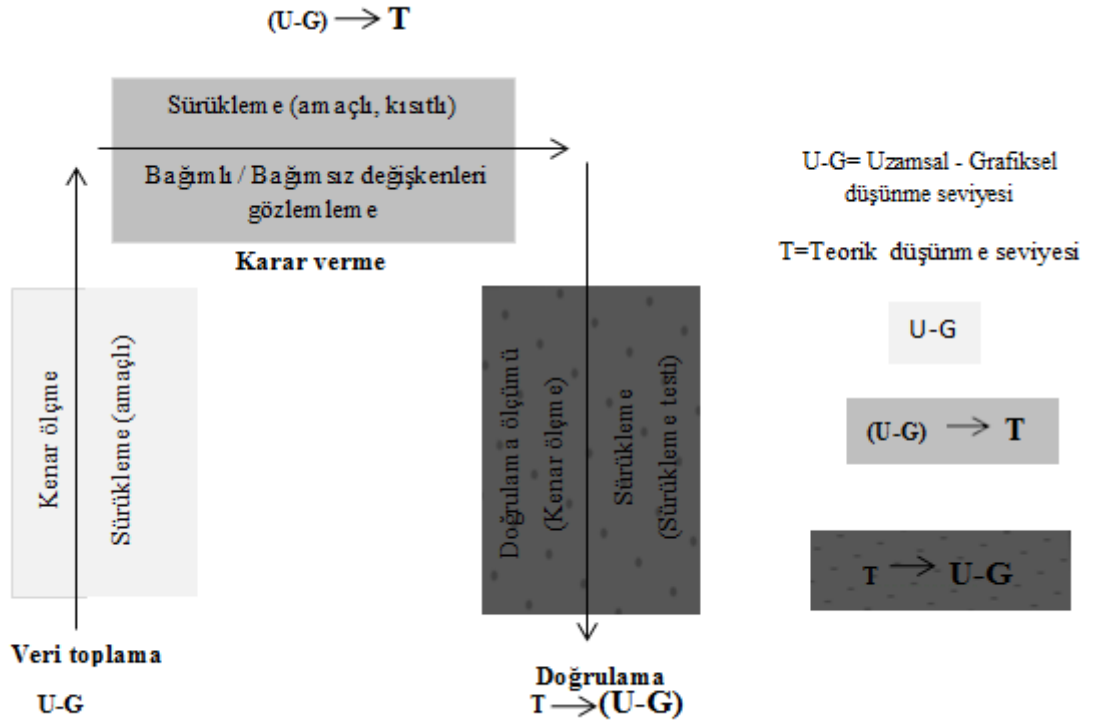 (U-G) → T
Sürükleme (amaçlı, kısıtlı)
Bağımlı / Bağımsız değişkenleri
gözlemleme
Karar verme
Kenar ölçme
Sürükleme (amaçlı)
Veri toplama
U-G
Doğrulama ölçümü
(Kenar ölçme)
Sürükleme
(Sürükleme testi)
Doğrulama
T → (U-G)
U-G= Uzamsal - Grafiksel
düşünme seviyesi
T=Teorik düşünme seviyesi
U-G
(U-G) → T
T → U-G